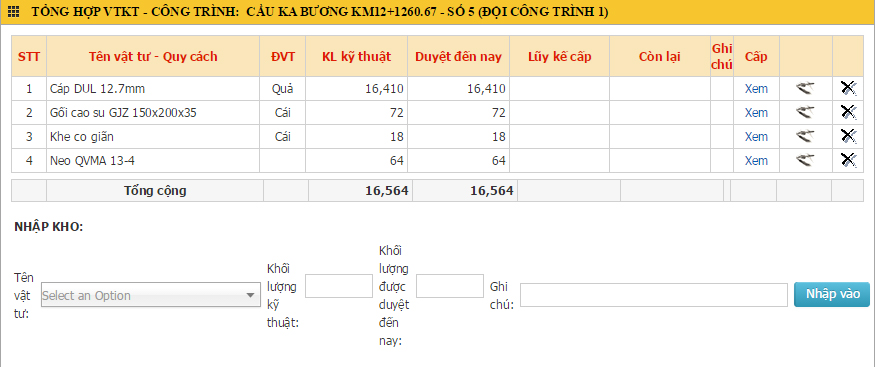 TỔNG HỢP VTKT - CÔNG TRÌNH: CẦU KA BƯƠNG KM12+1260.67 - SỐ 5 (ĐỘI CÔNG TRÌNH 1)
STT Tên vật tư - Quy cách ĐVT KL kỹ thuật Duyệt đến nay Lũy kế cấp Còn lại Ghi chú Cấp
1 Cáp DUL 12.7mm Quả 16,410 16,410 Xem
2 Gối cao su GJZ 150x200x35 Cái 72 72 Xem
3 Khe co giãn Cái 18 18 Xem
4 Neo QVMA 13-4 64 64 Xem
Tổng cộng 16,564 16,564
NHẬP KHO:
Tên vật tư:
Select an Option
Khối lượng kỹ thuật:
Khối lượng được duyệt đến nay:
Ghi chú:
Nhập vào